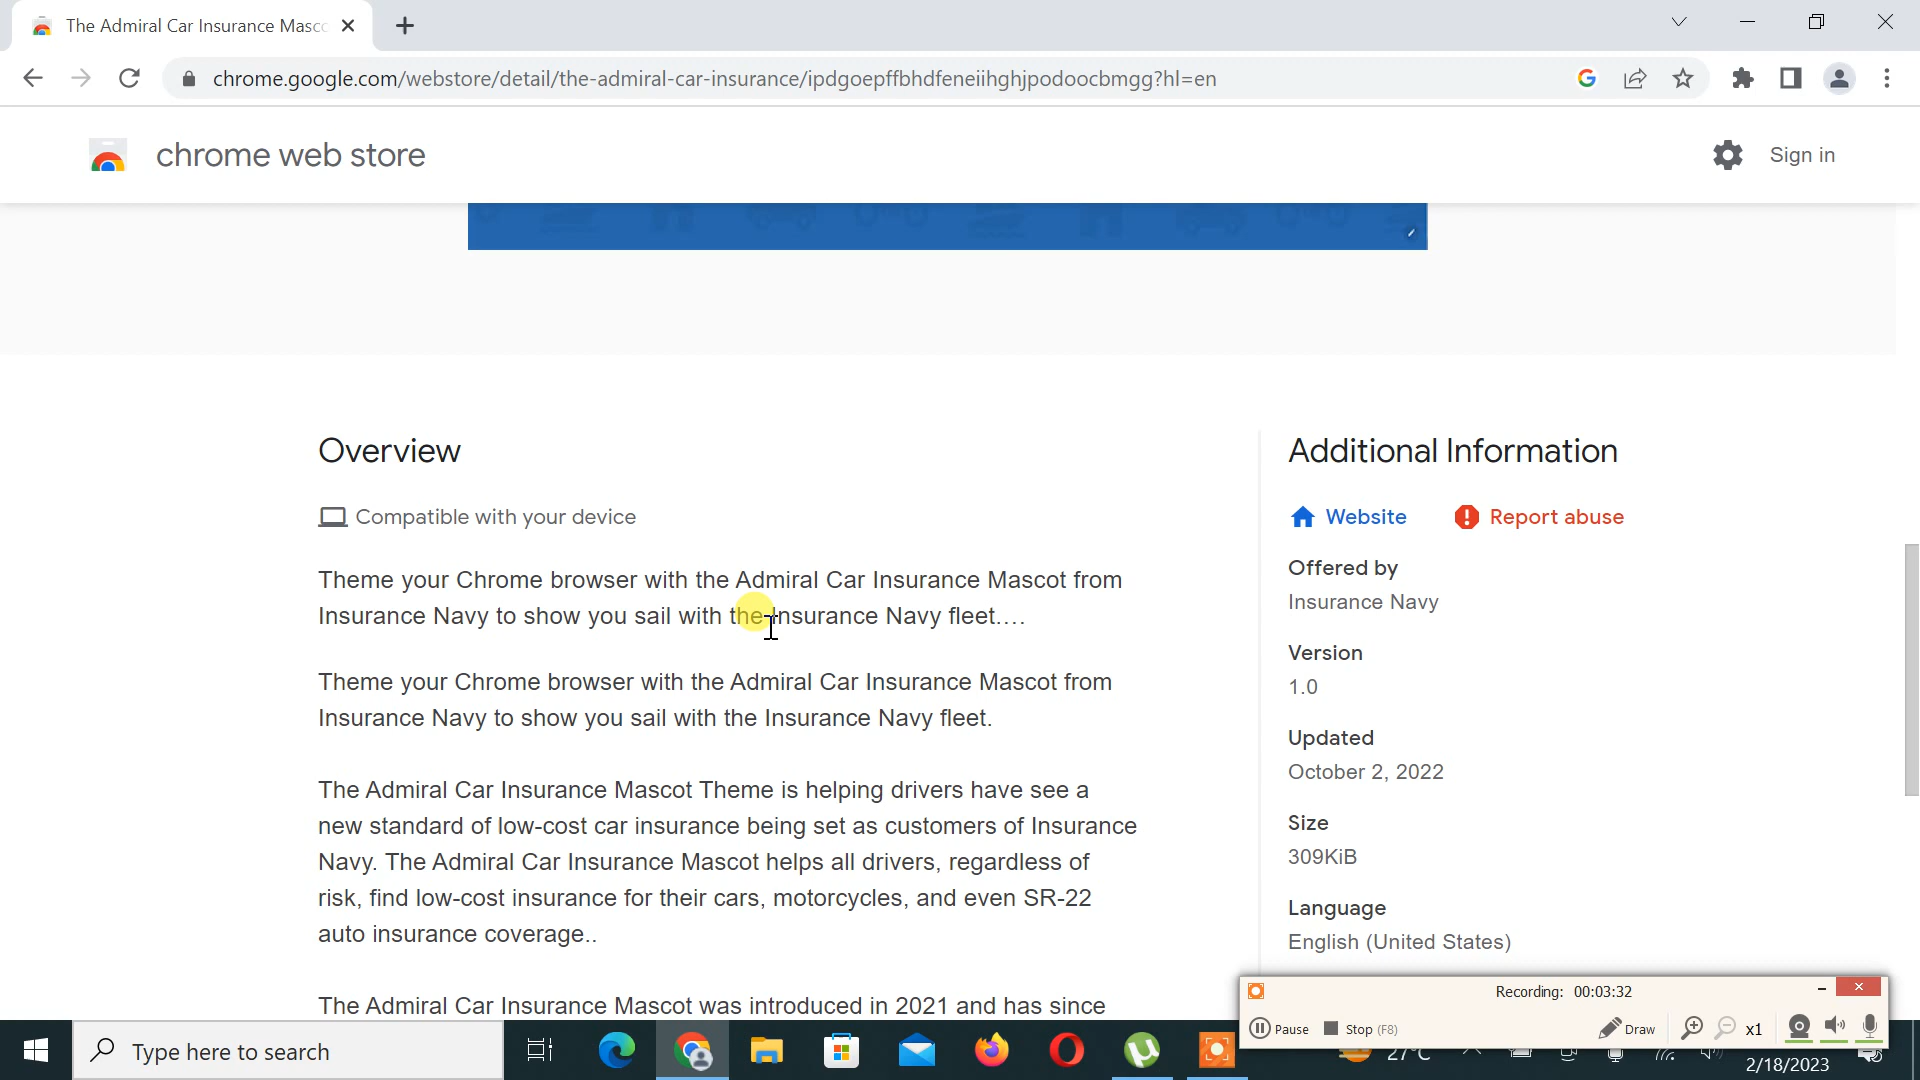 The Admiral Car Insurance Masc
chrome.google.com/webstore/detail/the-admiral-car-insurance/ipdgoepffbhdfeneiihghjpodoocbmgg?hl=en
chrome web store
Sign in
Overview
Compatible with your device
Theme your Chrome browser with the Admiral Car Insurance Mascot from
Insurance Navy to show you sail with the Insurance Navy fleet....
Theme your Chrome browser with the Admiral Car Insurance Mascot from
Insurance Navy to show you sail with the Insurance Navy fleet.
The Admiral Car Insurance Mascot Theme is helping drivers have see a
new standard of low-cost car insurance being set as customers of Insurance
Navy. The Admiral Car Insurance Mascot helps all drivers, regardless of
risk, find low-cost insurance for their cars, motorcycles, and even SR-22
auto insurance coverage..
The Admiral Car Insurance Mascot was introduced in 2021 and has since
Additional Information
Website
Report abuse
Offered by
Insurance Navy
Version
1.0
Updated
October 2, 2022
Size
309KiB
Language
English (United States)
Recording: 00:03:32
Pause
Stop (F8)
Draw
x1
Type here to search
27°C
2/18/2023